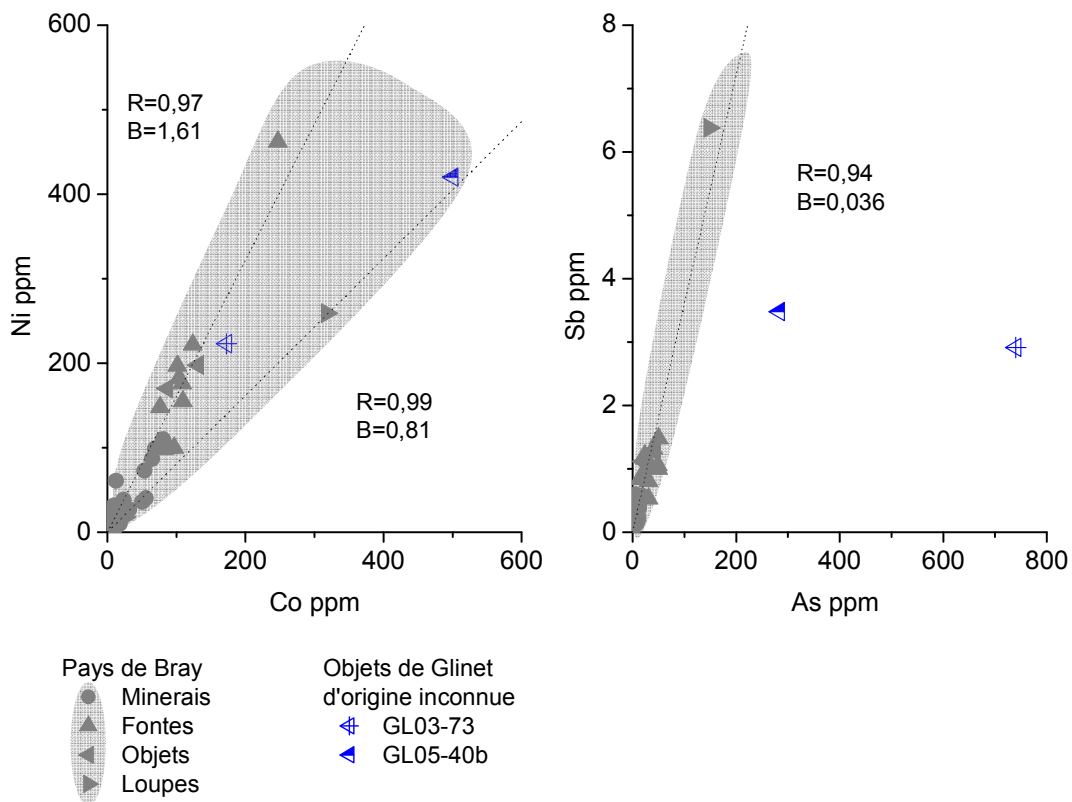 600
400
200
0
Ni ppm
R=0,97
B=1,61
R=0,99
B=0,81
0
200
400
600
Co ppm
8
6
4
2
0
Sb ppm
R=0,94
B=0,036
0
200
400
600
800
As ppm
Pays de Bray
Minerais
Fontes
Objets
Loupes
Objets de Glinet
d'origine inconnue
GL03-73
GL05-40b